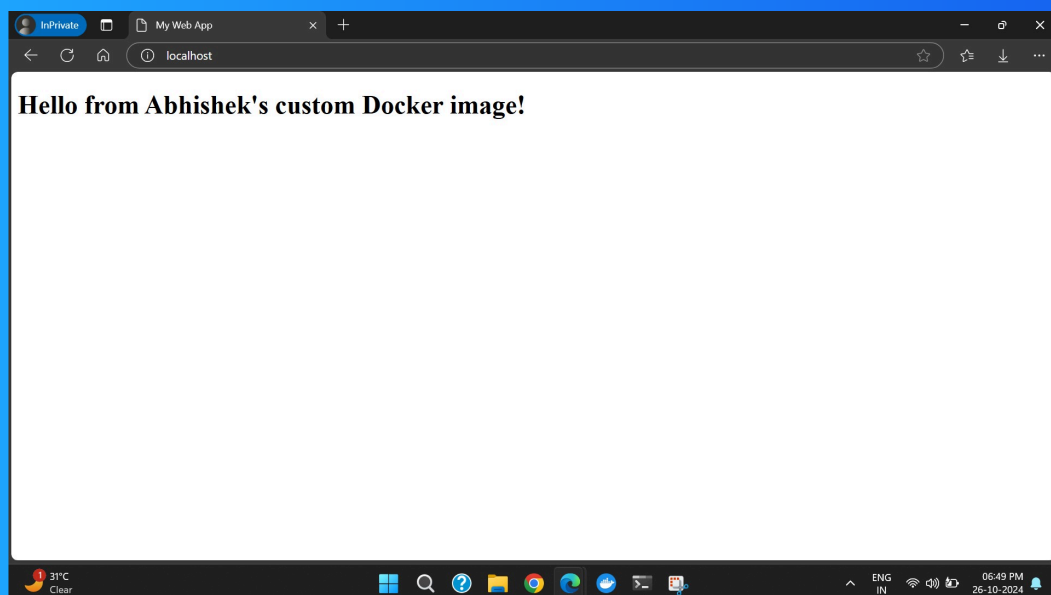 InPrivate
My Web App
localhost
Hello from Abhishek's custom Docker image!
1
31°C
Clear
ENG
IN
06:49 PM
26-10-2024